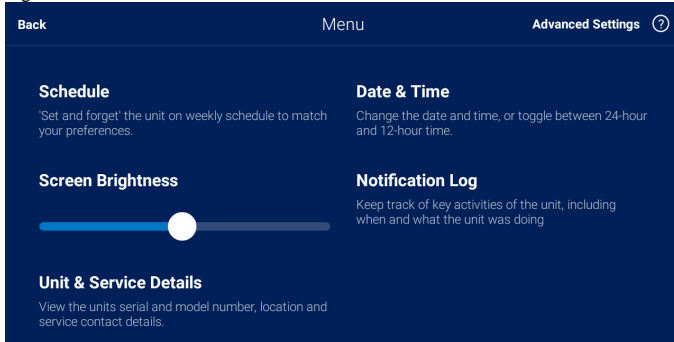 Back
Menu
Advanced Settings ?
Schedule
'Set and forget' the unit on weekly schedule to match
your preferences.
Date & Time
Change the date and time, or toggle between 24-hour
and 12-hour time.
Screen Brightness
Notification Log
Keep track of key activities of the unit, including
when and what the unit was doing
Unit & Service Details
View the units serial and model number, location and
service contact details.